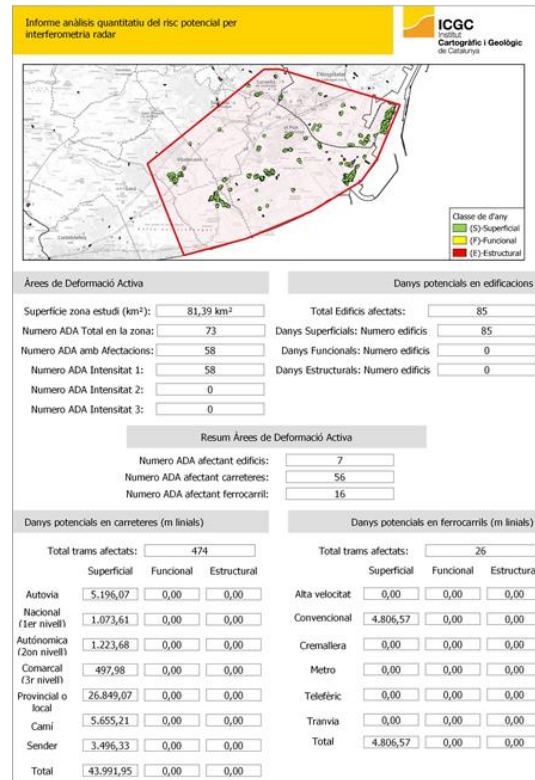 Informe anàlisis quantitatiu del risc potencial per
interferometria radar
ICGC
Institut
Cartogràfic i Geològic
de Catalunya
Classe de d'any
(S)-Superficial
(F)-Funcional
(E)-Estructural
Àrees de Deformació Activa
Superfície zona estudi (km²): 81,39 km²
Numero ADA Total en la zona: 73
Numero ADA amb Afectacions: 58
Numero ADA Intensitat 1: 58
Numero ADA Intensitat 2: 0
Numero ADA Intensitat 3: 0
Danys potencials en edificacions
Total Edificis afectats: 85
Danys Superficials: Numero edificis 85
Danys Funcionals: Numero edificis 0
Danys Estructurals: Numero edificis 0
Resum Àrees de Deformació Activa
Numero ADA afectant edificis: 7
Numero ADA afectant carreteres: 56
Numero ADA afectant ferrocarril: 16
Danys potencials en carreteres (m linials)
Total trams afectats: 474
Superficial Funcional Estructural
Autovia 5.196,07 0,00 0,00
Nacional
(1er nivell) 1.073,61 0,00 0,00
Autónomica
(2on nivell) 1.223,68 0,00 0,00
Comarcal
(3r nivell) 497,98 0,00 0,00
Provincial o
local 26.849,07 0,00 0,00
Camí 5.655,21 0,00 0,00
Sender 3.496,33 0,00 0,00
Total 43.991,95 0,00 0,00
Danys potencials en ferrocarrils (m linials)
Total trams afectats: 26
Superficial Funcional Estructura
Alta velocitat 0,00 0,00 0,00
Convencional 4.806,57 0,00 0,00
Cremallera 0,00 0,00 0,00
Metro 0,00 0,00 0,00
Telefèric 0,00 0,00 0,00
Tranvia 0,00 0,00 0,00
Total 4.806,57 0,00 0,00